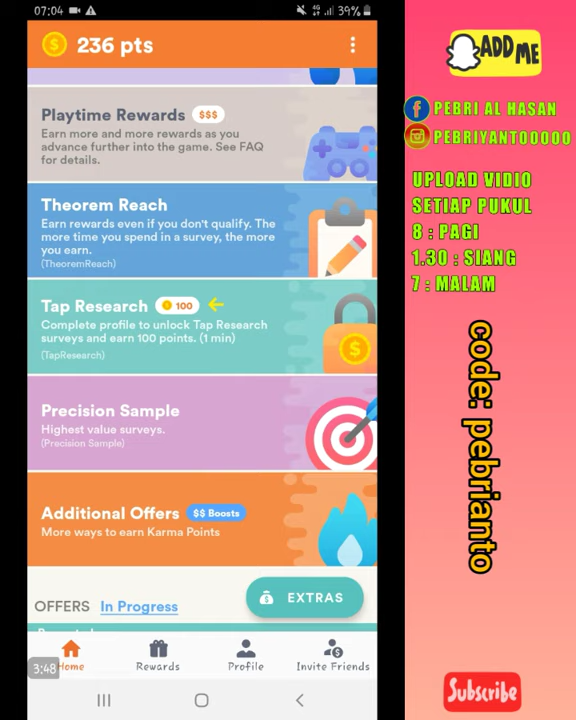 07:04 4G 39%
236 pts
Playtime Rewards $$$
Earn more and more rewards as you
advance further into the game. See FAQ
for details.
Theorem Reach
Earn rewards even if you don't qualify. The
more time you spend in a survey, the more
you earn.
(TheoremReach)
Tap Research 100
Complete profile to unlock Tap Research
surveys and earn 100 points. (1 min)
(TapResearch)
Precision Sample
Highest value surveys.
(Precision Sample)
Additional Offers $$ Boosts
More ways to earn Karma Points
OFFERS In Progress
EXTRAS
3:48
Home Rewards Profile Invite Friends
ADD ME
PEBRI AL HASAN
PEBRIYANTO0000
UPLOAD VIDIO
SETIAP PUKUL
8 : PAGI
1.30 : SIANG
7 : MALAM
code: pebrianto
Subscribe